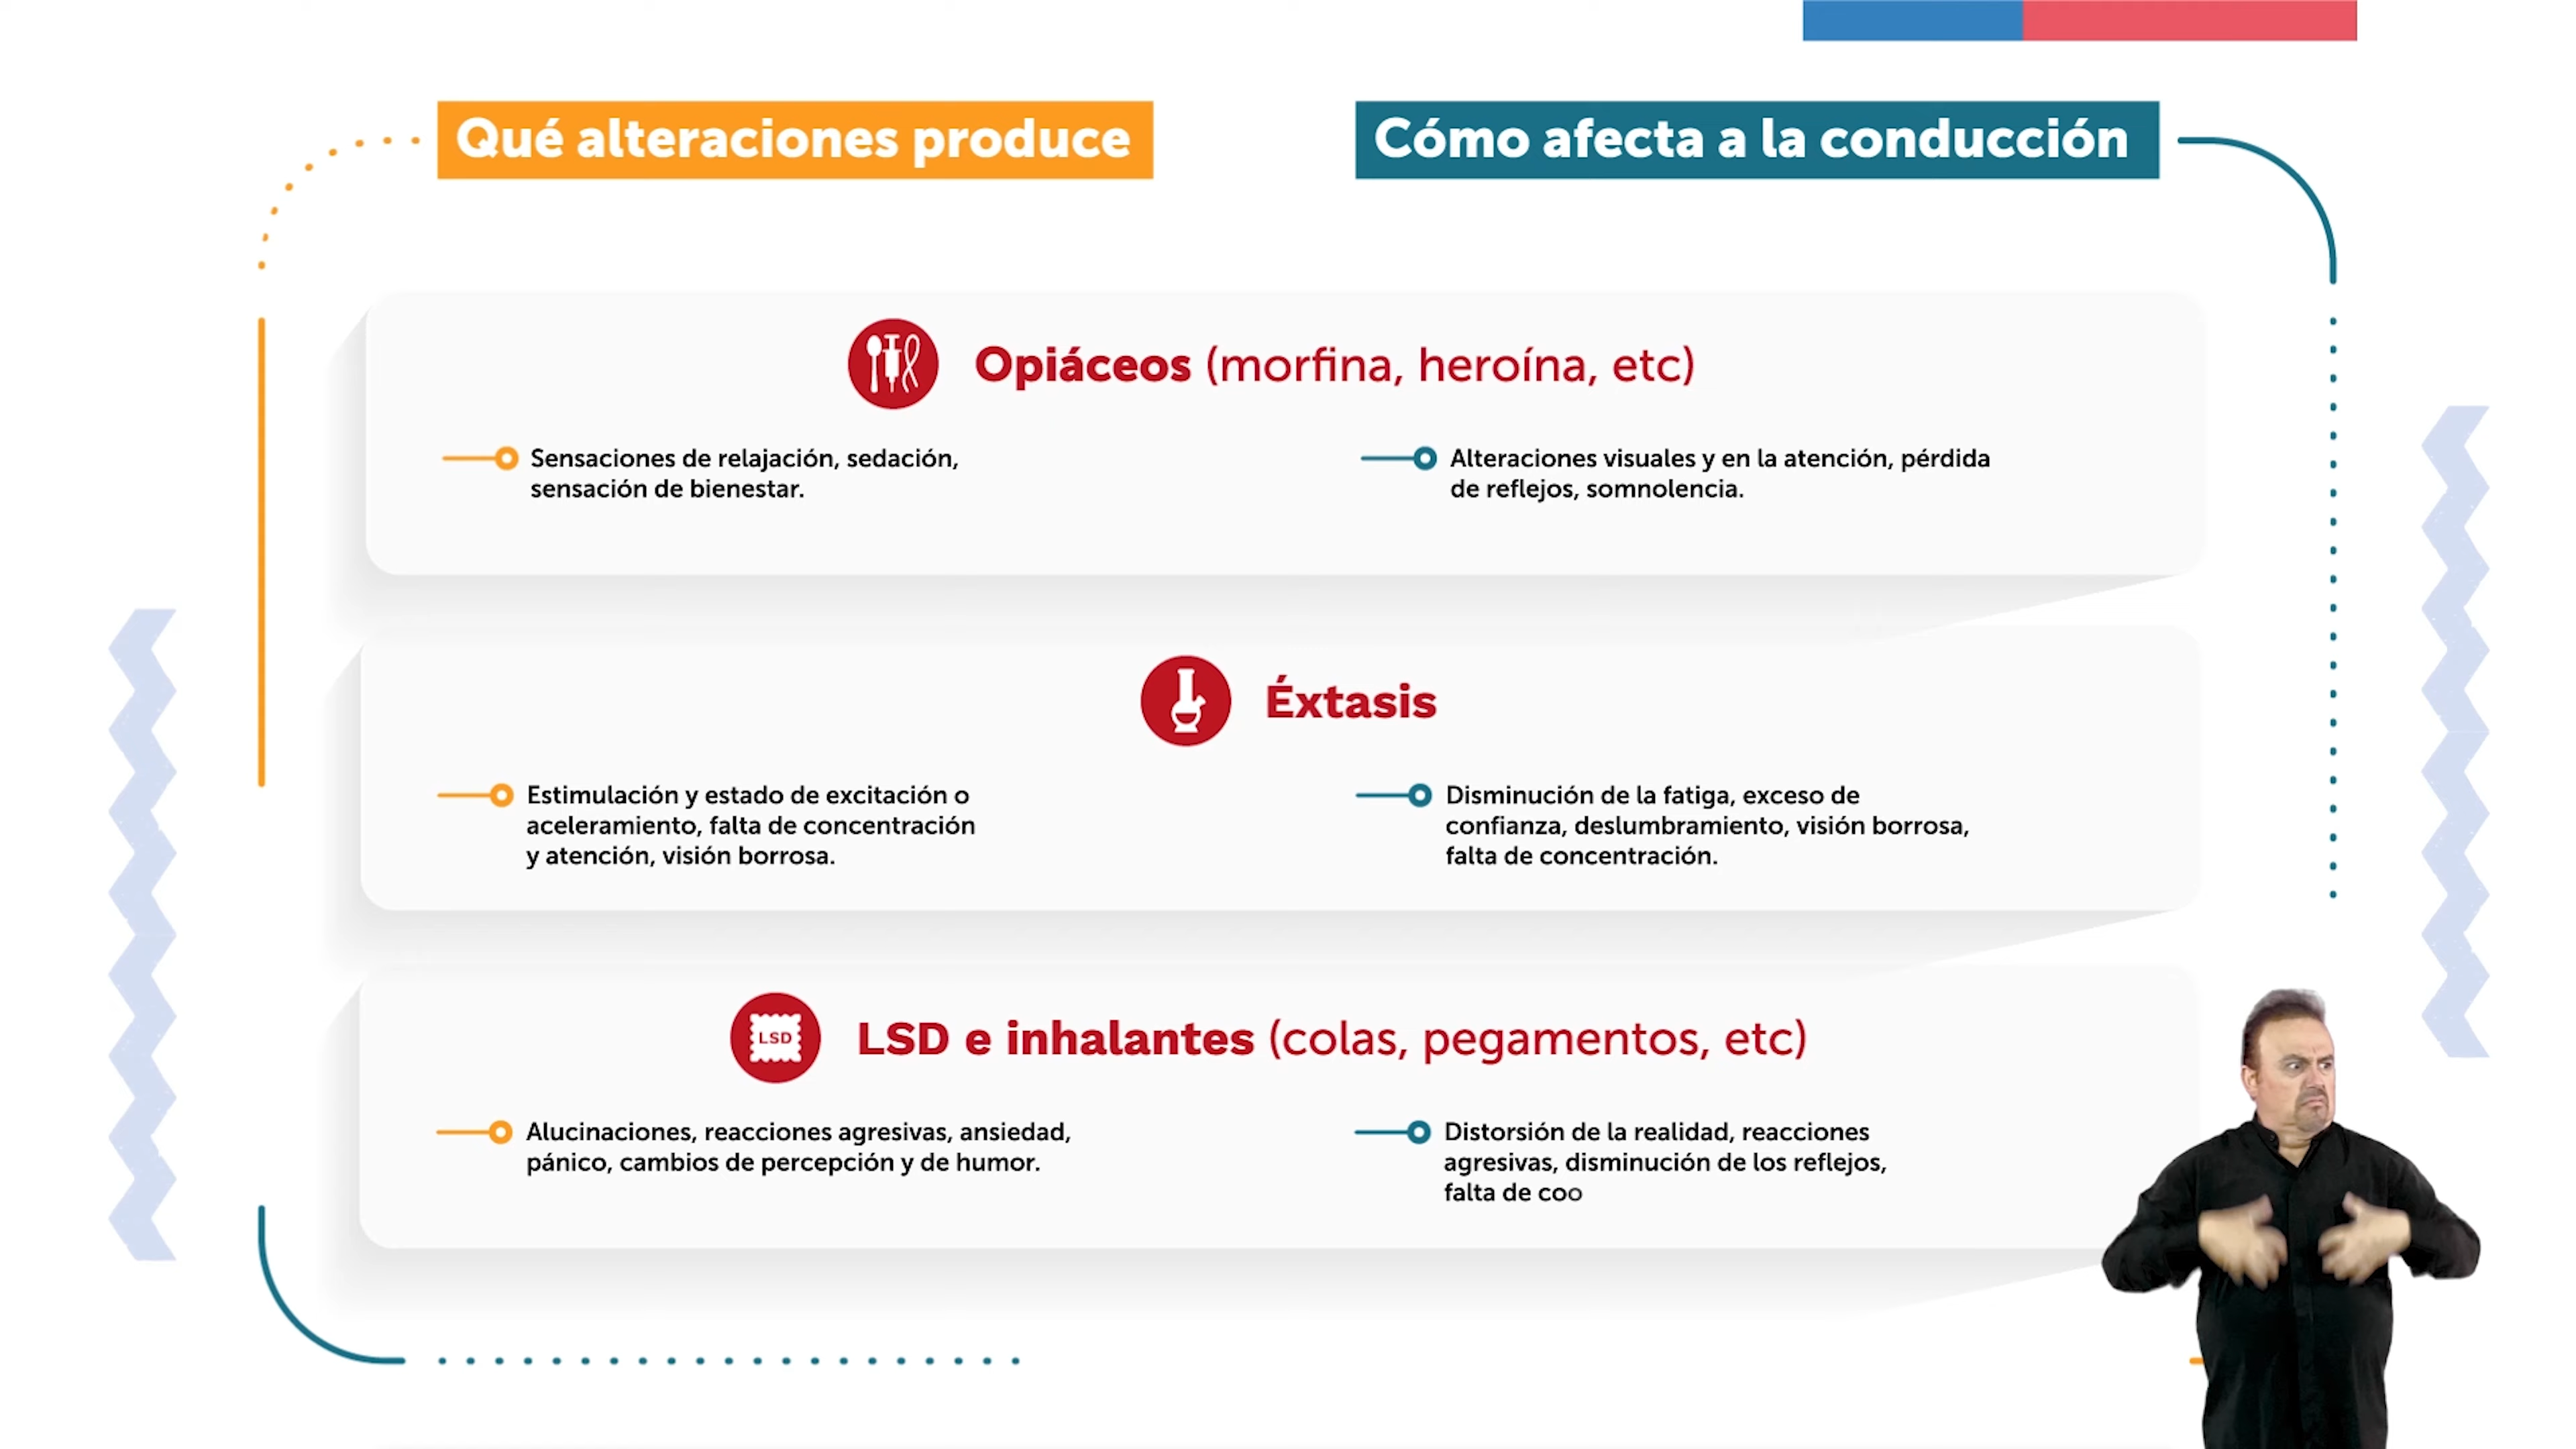 Qué alteraciones produce
Cómo afecta a la conducción
Opiáceos (morfina, heroína, etc)
Sensaciones de relajación, sedación,
sensación de bienestar.
Alteraciones visuales y en la atención, pérdida
de reflejos, somnolencia.
Éxtasis
Estimulación y estado de excitación o
aceleramiento, falta de concentración
y atención, visión borrosa.
Disminución de la fatiga, exceso de
confianza, deslumbramiento, visión borrosa,
falta de concentración.
LSD
LSD e inhalantes (colas, pegamentos, etc)
Alucinaciones, reacciones agresivas, ansiedad,
pánico, cambios de percepción y de humor.
Distorsión de la realidad, reacciones
agresivas, disminución de los reflejos,
falta de coo